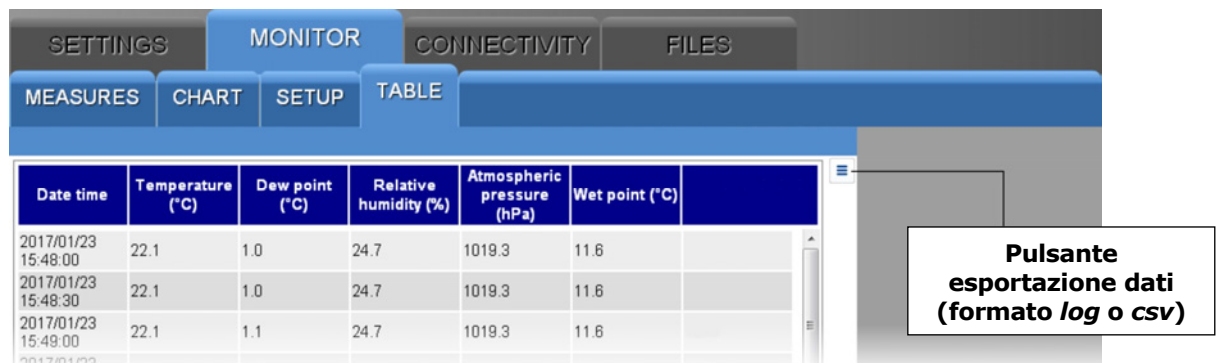 SETTINGS MONITOR CONNECTIVITY FILES
MEASURES CHART SETUP TABLE
Date time Temperature (°C) Dew point (°C) Relative humidity (%) Atmospheric pressure (hPa) Wet point (°C)
2017/01/23 15:48:00 22.1 1.0 24.7 1019.3 11.6
2017/01/23 15:48:30 22.1 1.0 24.7 1019.3 11.6
2017/01/23 15:49:00 22.1 1.1 24.7 1019.3 11.6
Pulsante
esportazione dati
(formato log o csv)